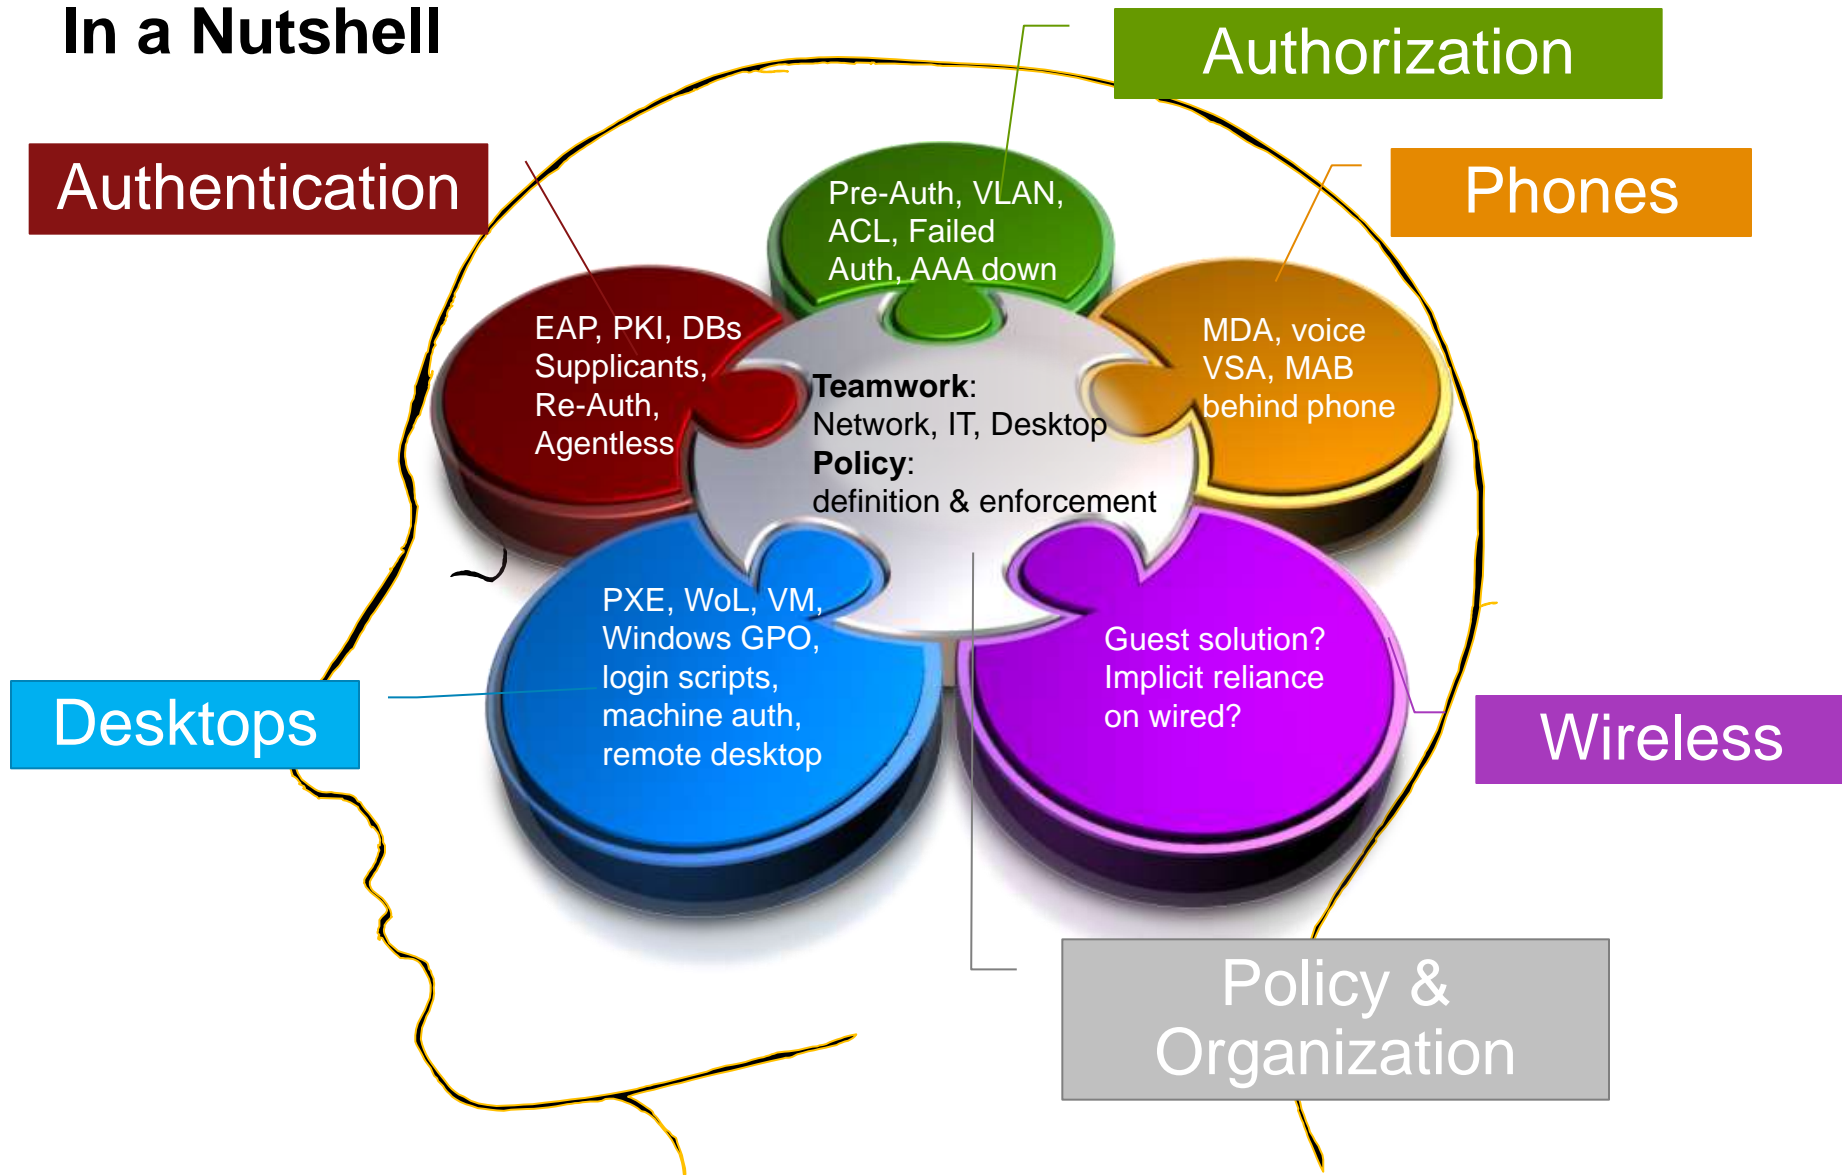 In a Nutshell
Authorization
Authentication
Phones
Pre-Auth, VLAN,
ACL, Failed
Auth, AAA down
EAP, PKI, DBs
Supplicants,
Re-Auth,
Agentless
MDA, voice
VSA, MAB
behind phone
Teamwork:
Network, IT, Desktop
Policy:
definition & enforcement
PXE, WoL, VM,
Windows GPO,
login scripts,
machine auth,
remote desktop
Guest solution?
Implicit reliance
on wired?
Desktops
Wireless
Policy &
Organization